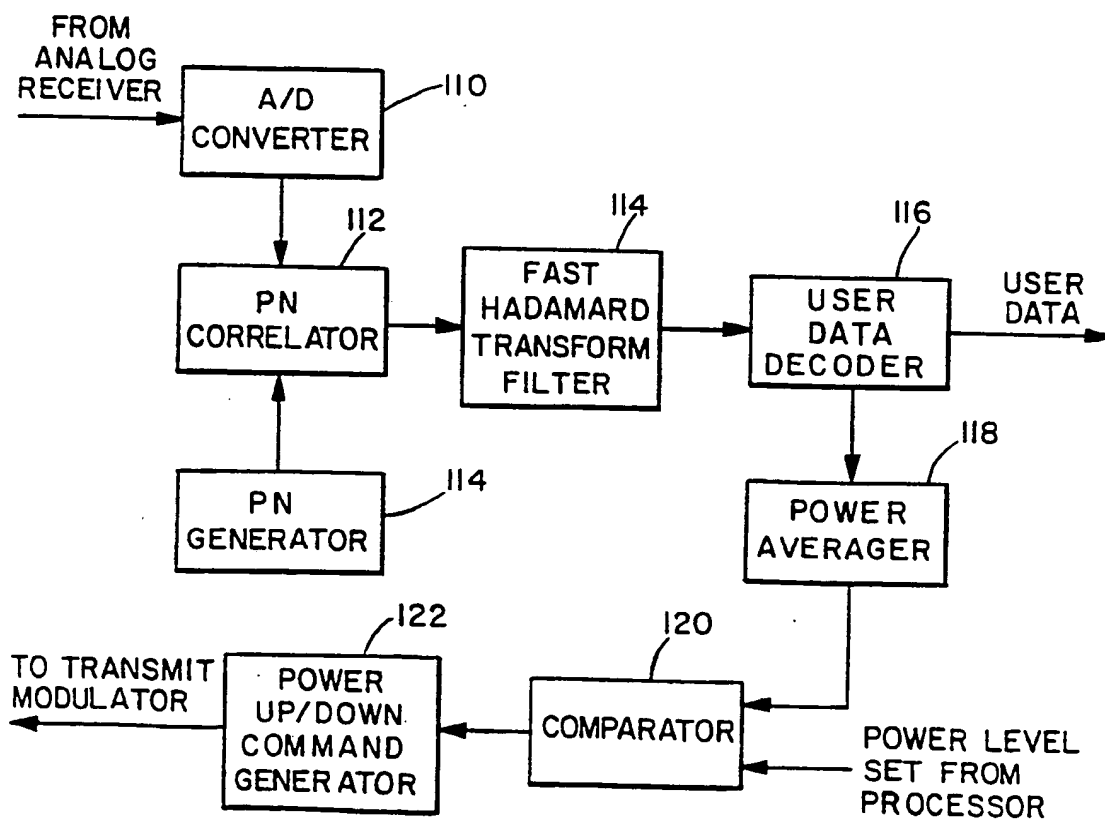 FROM
ANALOG
RECEIVER
A/D
CONVERTER
110
112
PN
CORRELATOR
114
FAST
HADAMARD
TRANSFORM
FILTER
116
USER
DATA
DECODER
USER
DATA
PN
GENERATOR
114
118
POWER
AVERAGER
TO TRANSMIT
MODULATOR
122
POWER
UP/DOWN
COMMAND
GENERATOR
120
COMPARATOR
POWER LEVEL
SET FROM
PROCESSOR